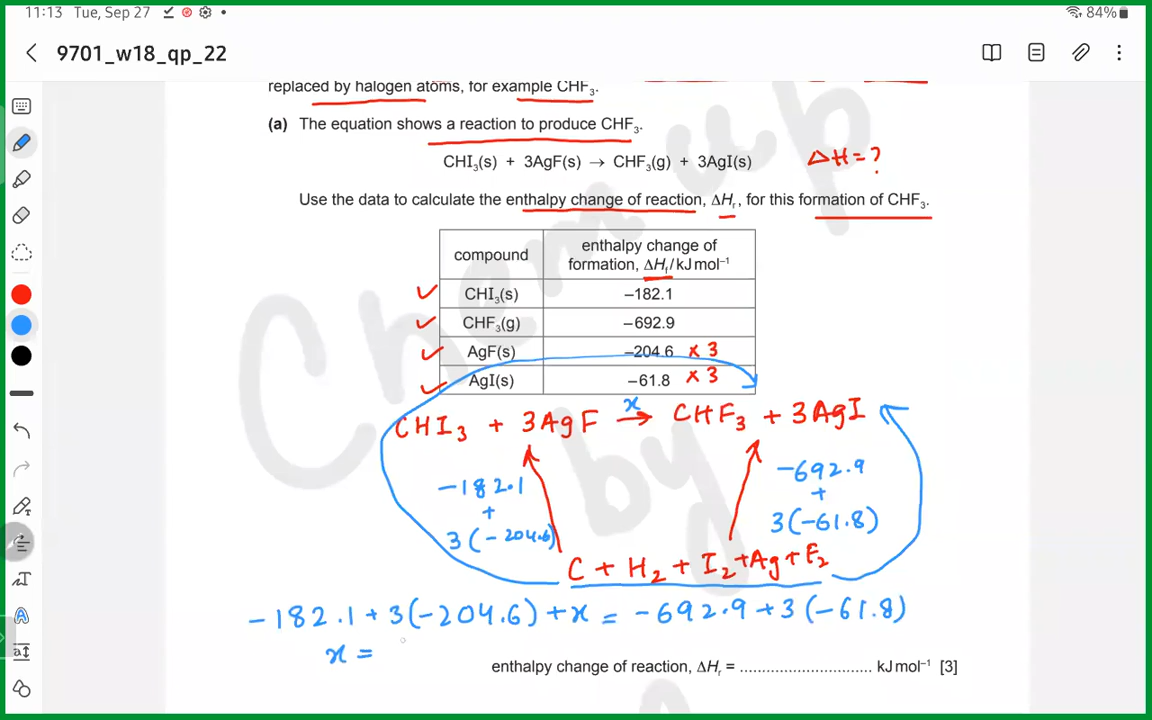 11:13 Tue, Sep 27
84%
9701_w18_qp_22
replaced by halogen atoms, for example CHF₃.
(a) The equation shows a reaction to produce CHF₃.
CHI₃(s) + 3AgF(s) → CHF₃(g) + 3AgI(s) ΔH = ?
Use the data to calculate the enthalpy change of reaction, ΔHᵣ, for this formation of CHF₃.
compound
enthalpy change of
formation, ΔH_f/kJ mol⁻¹
CHI₃(s) –182.1
CHF₃(g) –692.9
AgF(s) –204.6 × 3
AgI(s) –61.8 × 3
x
CHI₃ + 3AgF → CHF₃ + 3AgI
-182.1
+
3(-204.6)
-692.9
+
3(-61.8)
C + H₂ + I₂ + Ag + F₂
-182.1 + 3(-204.6) + x = -692.9 + 3(-61.8)
x =
enthalpy change of reaction, ΔHᵣ = .............................. kJ mol⁻¹ [3]
Chem up
by